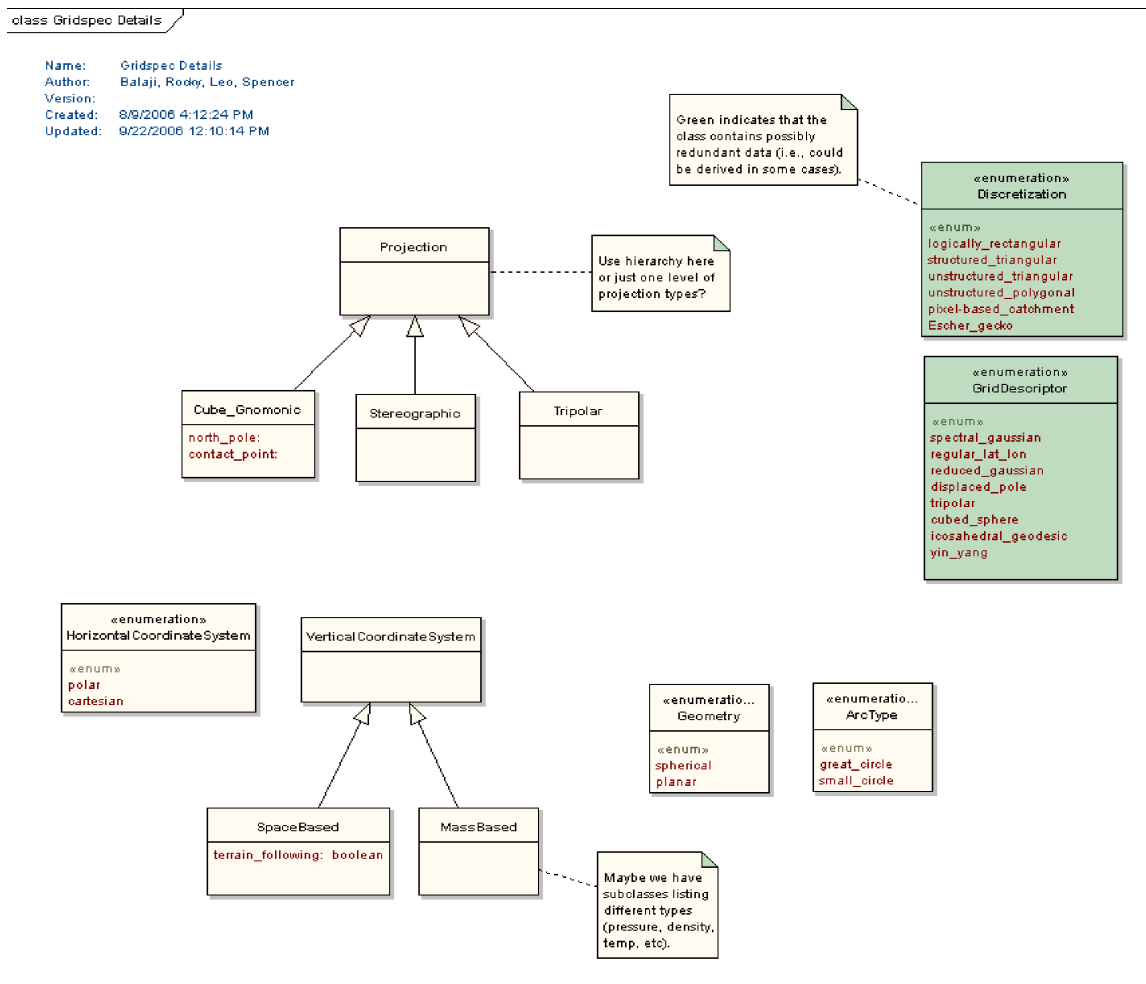 class Gridspec Details
Name: Gridspec Details
Author: Balaji, Rocky, Leo, Spencer
Version:
Created: 8/9/2006 4:12:24 PM
Updated: 9/22/2006 12:10:14 PM
Green indicates that the
class contains possibly
redundant data (i.e., could
be derived in some cases).
«enumeration»
Discretization
«enum»
logically_rectangular
structured_triangular
unstructured_triangular
unstructured_polygonal
pixel-based_catchment
Escher_gecko
Projection
Use hierarchy here
or just one level of
projection types?
«enumeration»
GridDescriptor
«enum»
spectral_gaussian
regular_lat_lon
reduced_gaussian
displaced_pole
tripolar
cubed_sphere
icosahedral_geodesic
yin_yang
Cube_Gnomonic
north_pole:
contact_point:
Stereographic
Tripolar
«enumeration»
HorizontalCoordinateSystem
«enum»
polar
cartesian
VerticalCoordinateSystem
«enumeratio...
Geometry
«enum»
spherical
planar
«enumeratio...
ArcType
«enum»
great_circle
small_circle
SpaceBased
terrain_following: boolean
MassBased
Maybe we have
subclasses listing
different types
(pressure, density,
temp, etc).